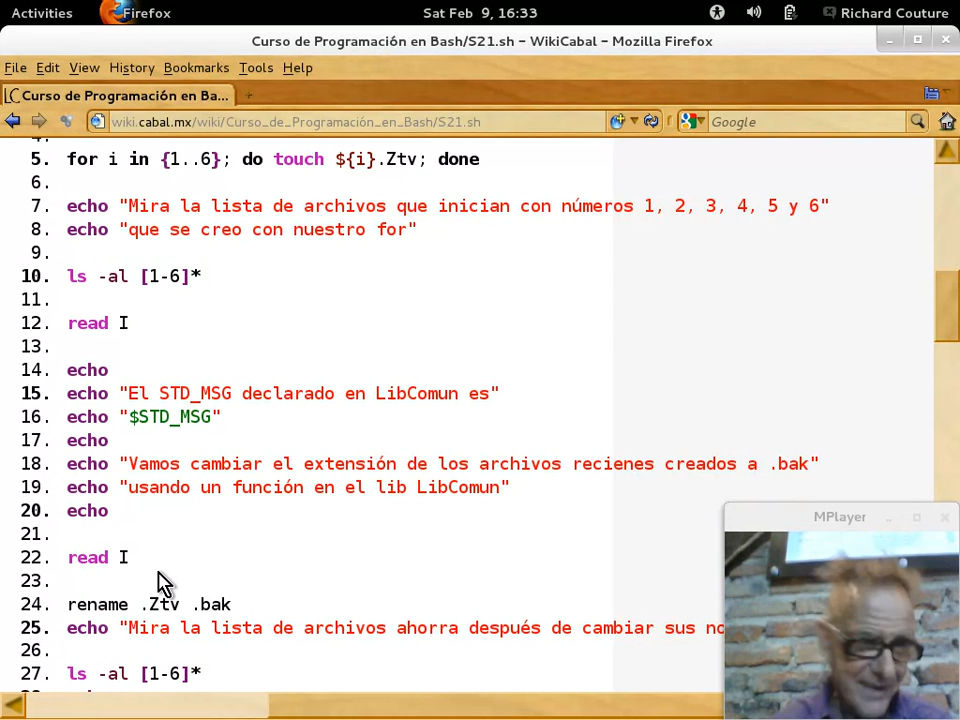 Activities Firefox Sat Feb 9, 16:33 Richard Couture
Curso de Programación en Bash/S21.sh – WikiCabal – Mozilla Firefox
File Edit View History Bookmarks Tools Help
Curso de Programación en Ba...
wiki.cabal.mx/wiki/Curso_de_Programación_en_Bash/S21.sh Google
5. for i in {1..6}; do touch ${i}.Ztv; done
6.
7. echo "Mira la lista de archivos que inician con números 1, 2, 3, 4, 5 y 6"
8. echo "que se creo con nuestro for"
9.
10. ls -al [1-6]*
11.
12. read I
13.
14. echo
15. echo "El STD_MSG declarado en LibComun es"
16. echo "$STD_MSG"
17. echo
18. echo "Vamos cambiar el extensión de los archivos recienes creados a .bak"
19. echo "usando un función en el lib LibComun"
20. echo
21.
22. read I
23.
24. rename .Ztv .bak
25. echo "Mira la lista de archivos ahorra después de cambiar sus no
26.
27. ls -al [1-6]*
MPlayer